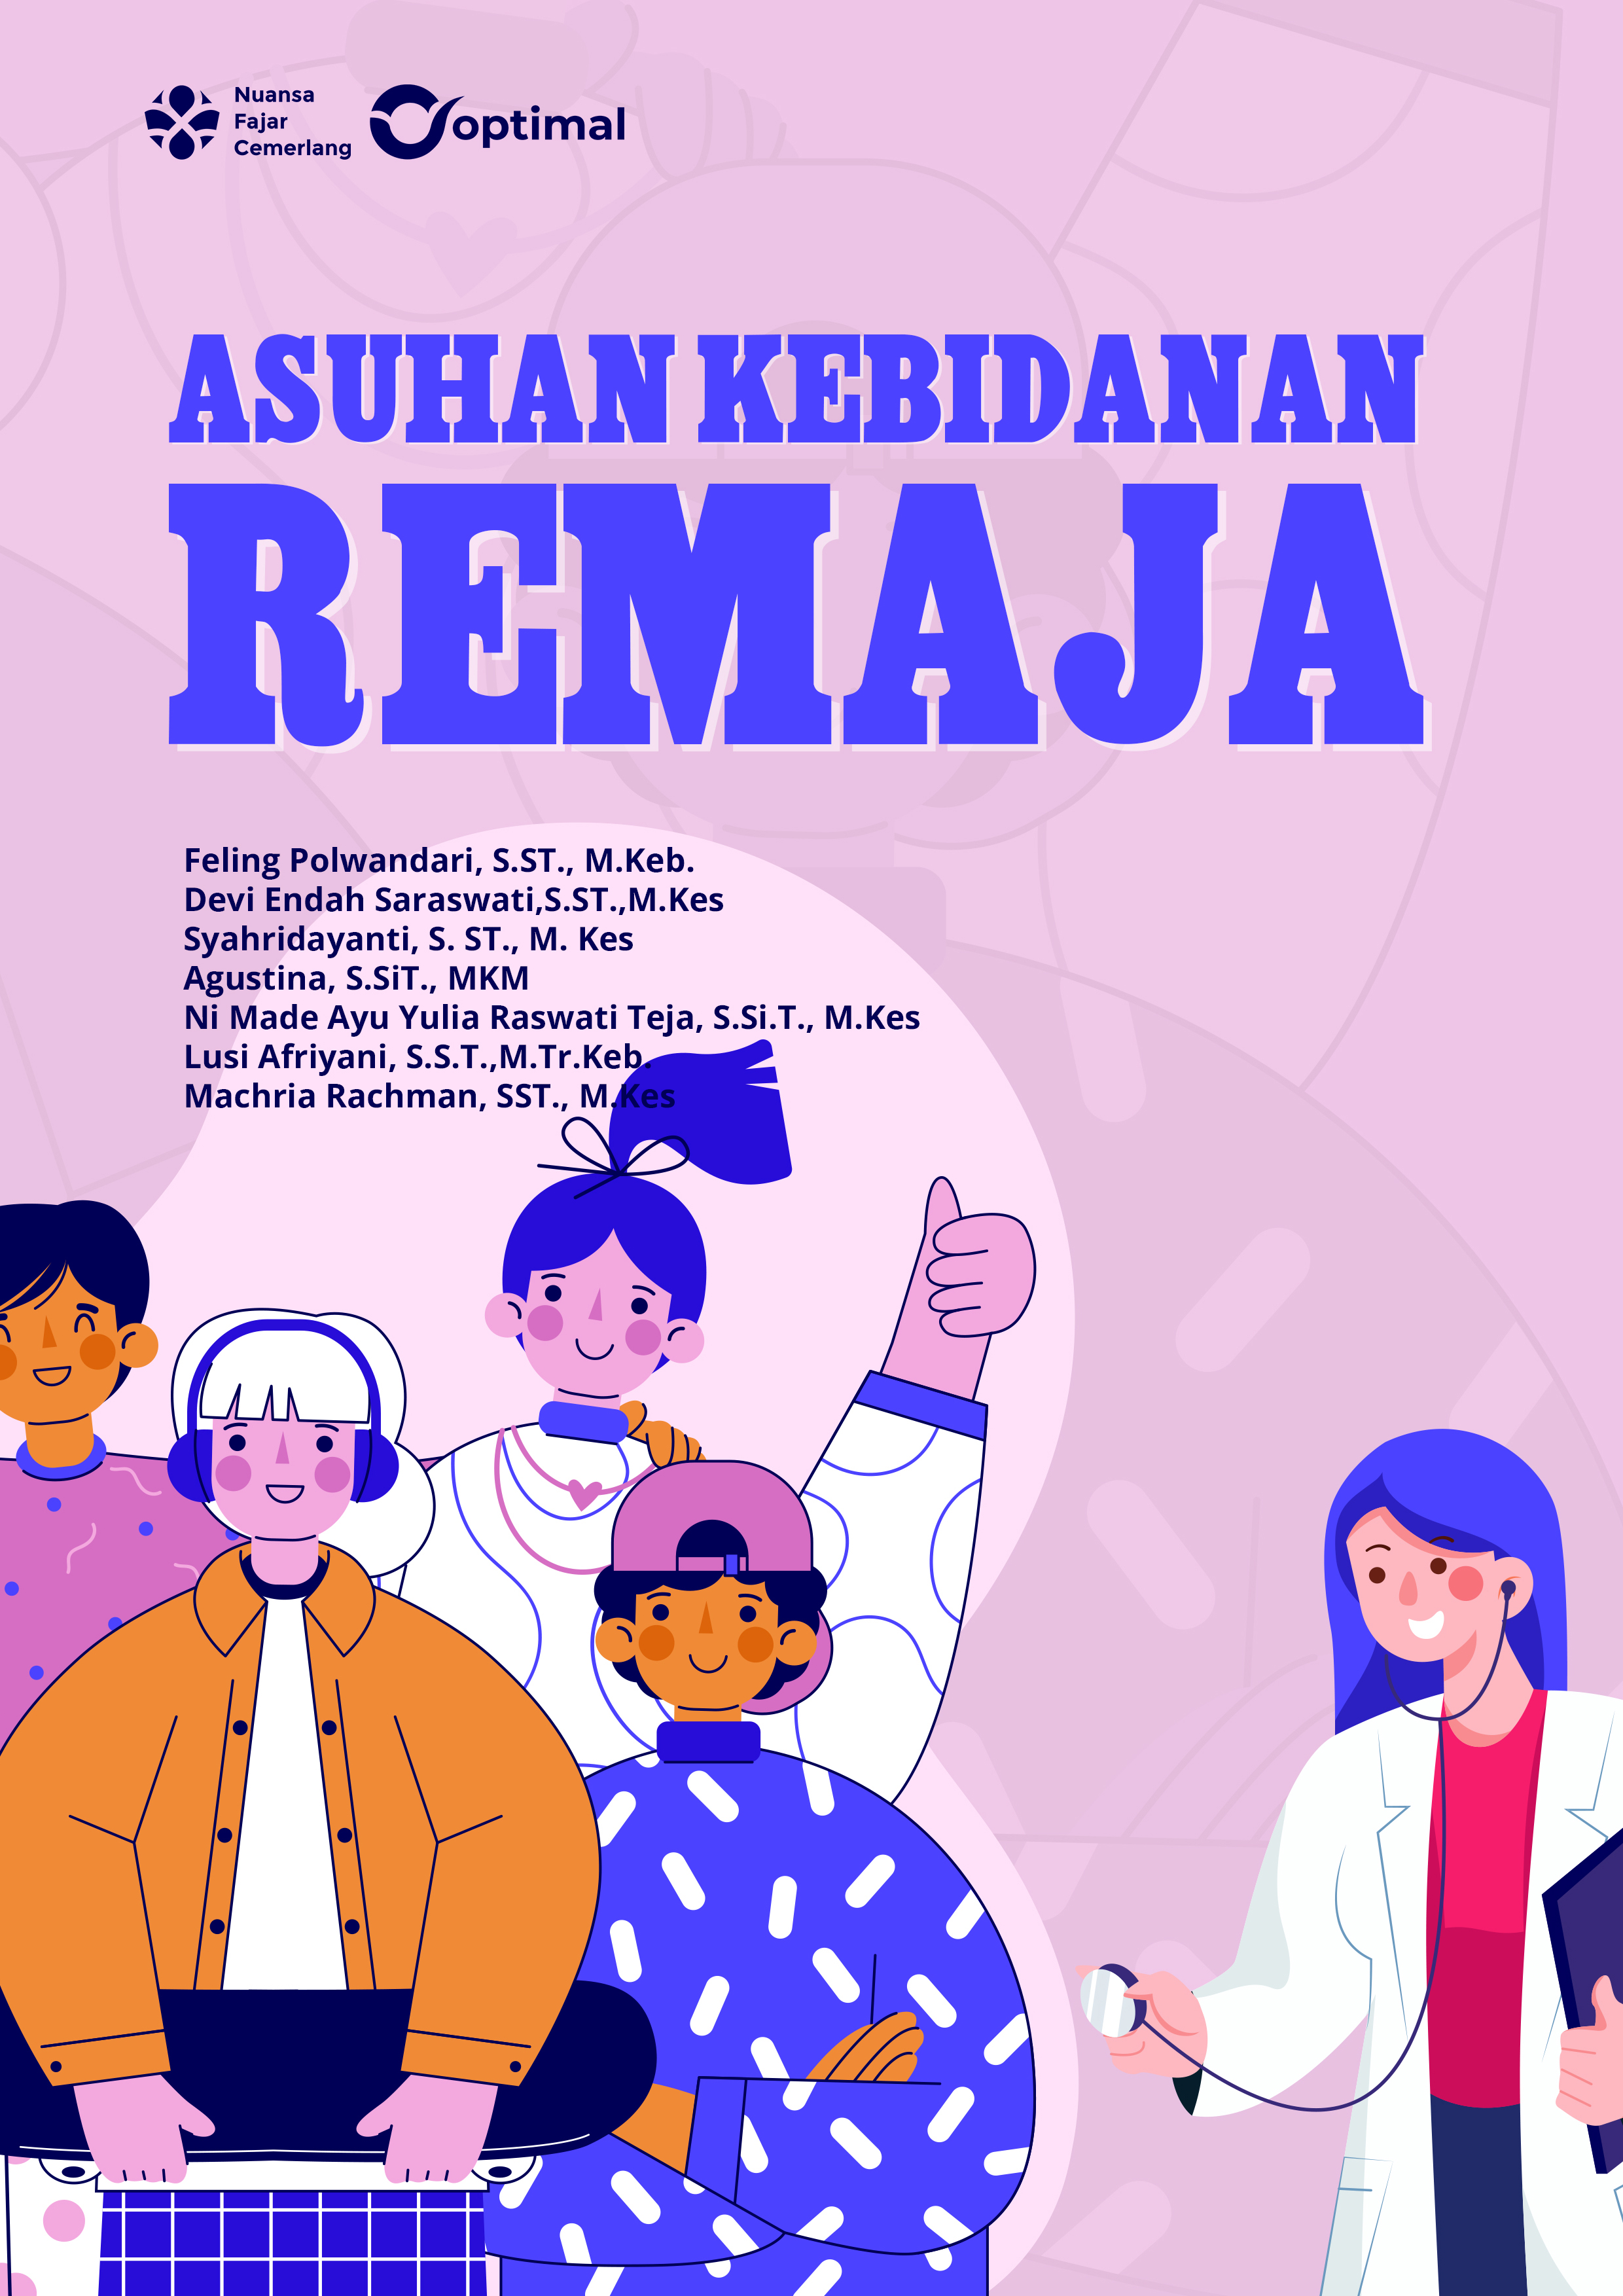 Nuansa
Fajar
Cemerlang
optimal
ASUHAN KEBIDANAN
REMAJA
Feling Polwandari, S.ST., M.Keb.
Devi Endah Saraswati,S.ST.,M.Kes
Syahridayanti, S. ST., M. Kes
Agustina, S.SiT., MKM
Ni Made Ayu Yulia Raswati Teja, S.Si.T., M.Kes
Lusi Afriyani, S.S.T.,M.Tr.Keb.
Machria Rachman, SST., M.Kes